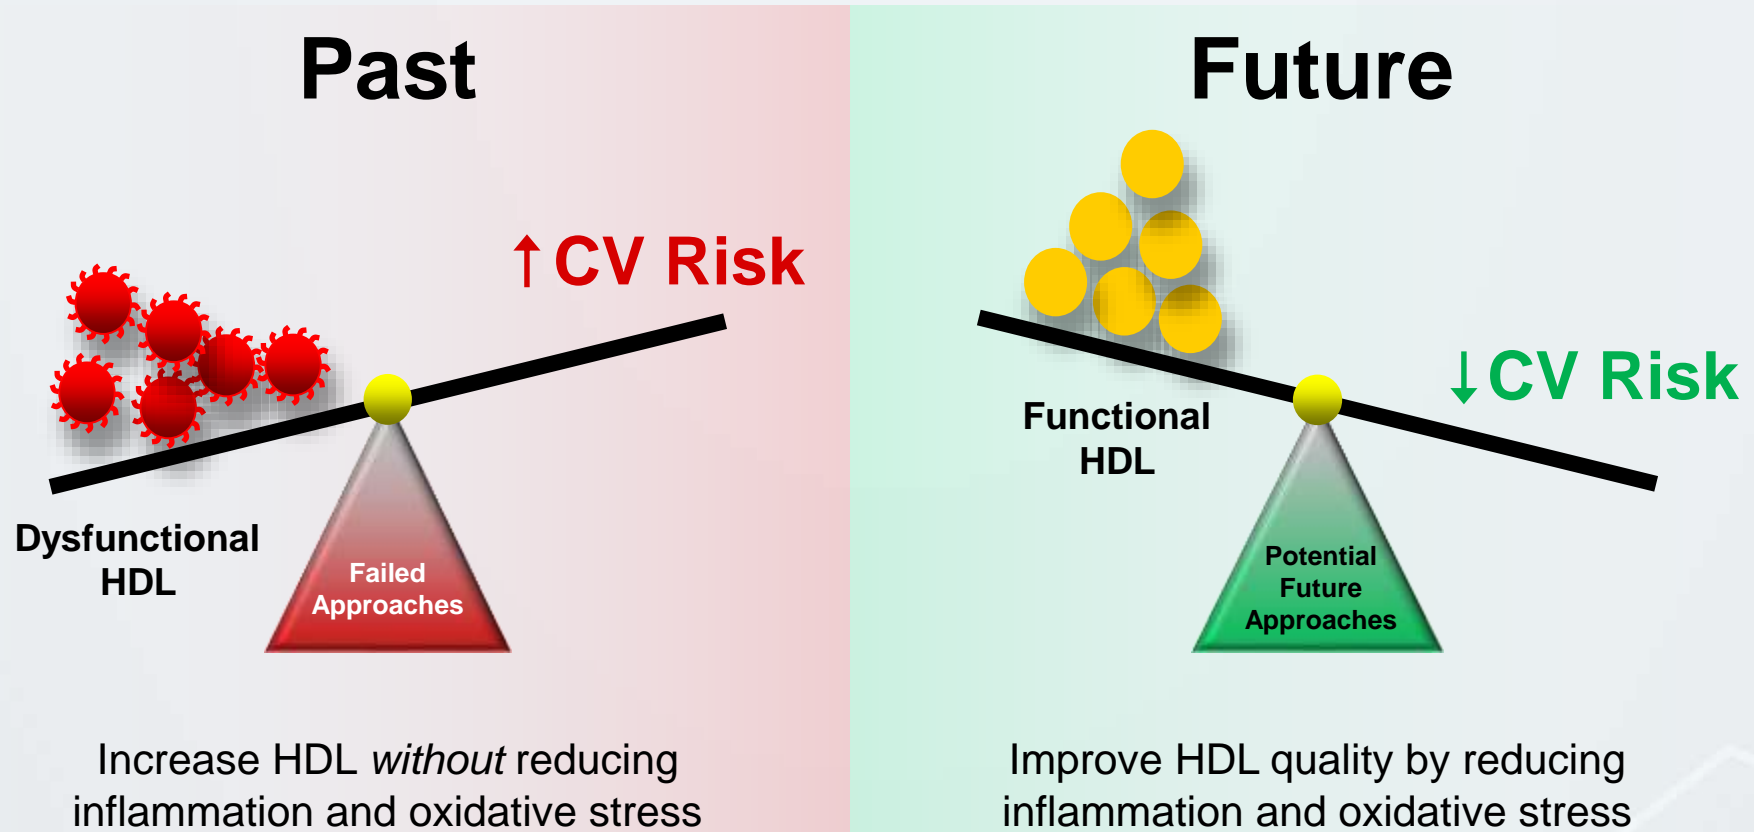 Past
↑CV Risk
Dysfunctional
HDL
Failed
Approaches
Increase HDL without reducing
inflammation and oxidative stress
Future
Functional
HDL
↓CV Risk
Potential
Future
Approaches
Improve HDL quality by reducing
inflammation and oxidative stress